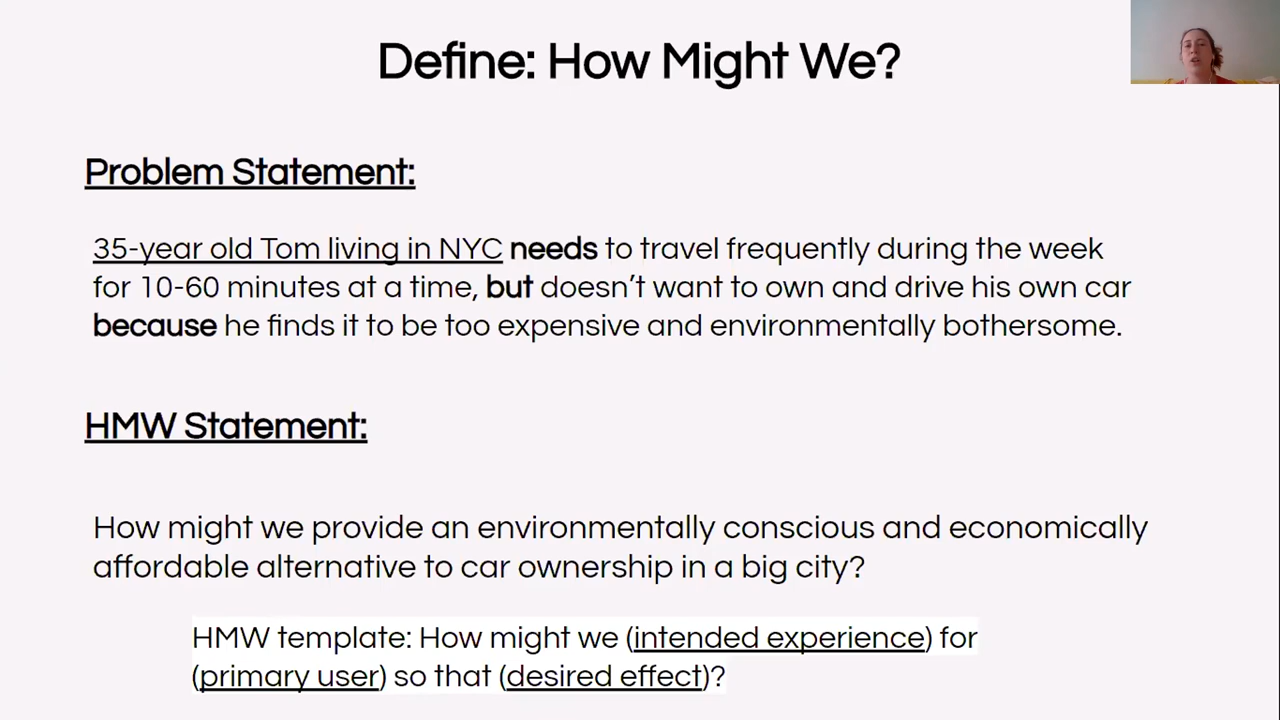 Define: How Might We?
Problem Statement:
35-year old Tom living in NYC needs to travel frequently during the week
for 10-60 minutes at a time, but doesn’t want to own and drive his own car
because he finds it to be too expensive and environmentally bothersome.
HMW Statement:
How might we provide an environmentally conscious and economically
affordable alternative to car ownership in a big city?
HMW template: How might we (intended experience) for
(primary user) so that (desired effect)?